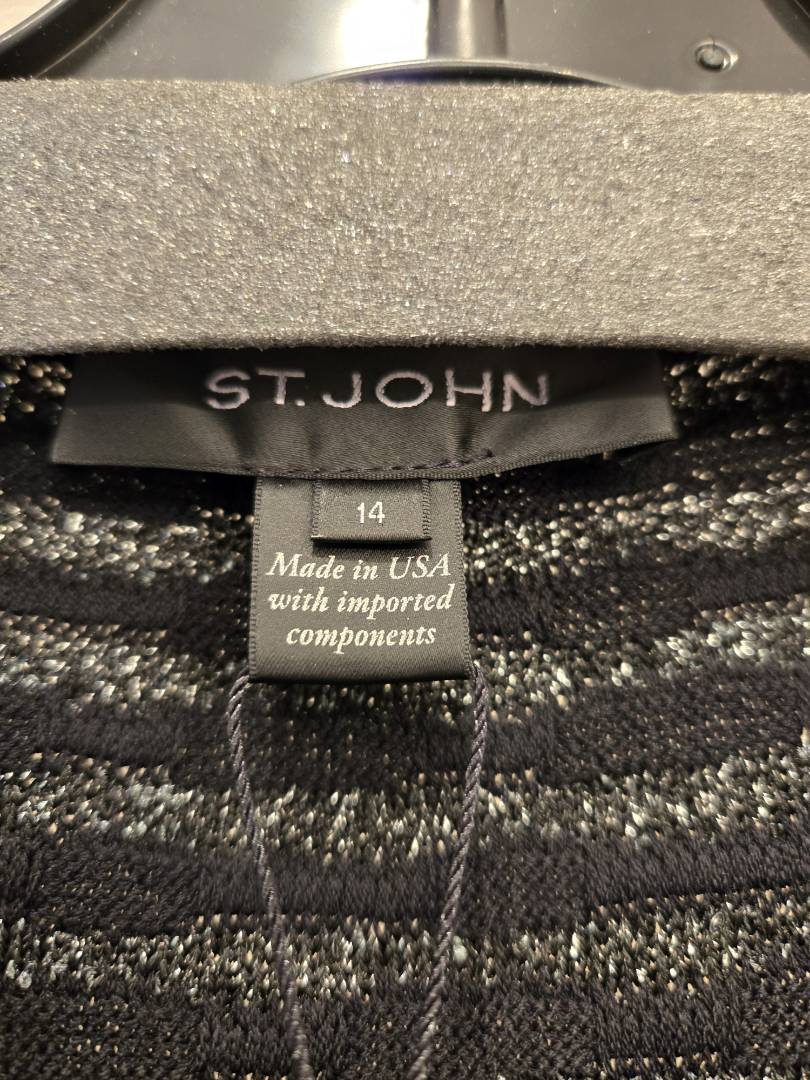 ST. JOHN
14
Made in USA
with imported
components